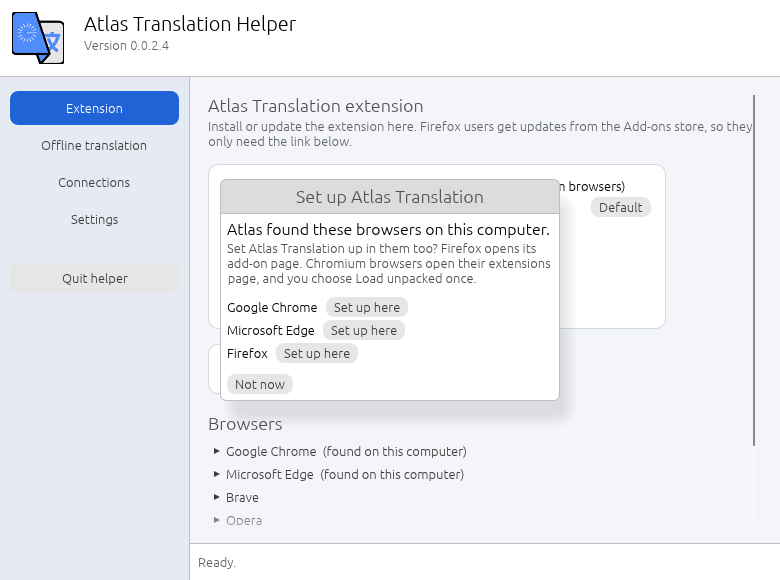 Atlas Translation Helper
Version 0.0.2.4
Extension
Offline translation
Connections
Settings
Quit helper
Atlas Translation extension
Install or update the extension here. Firefox users get updates from the Add-ons store, so they
only need the link below.
browsers)
Default
Set up Atlas Translation
Atlas found these browsers on this computer.
Set Atlas Translation up in them too? Firefox opens its
add-on page. Chromium browsers open their extensions
page, and you choose Load unpacked once.
Google Chrome Set up here
Microsoft Edge Set up here
Firefox Set up here
Not now
Browsers
▸ Google Chrome (found on this computer)
▸ Microsoft Edge (found on this computer)
▸ Brave
▸ Opera
Ready.